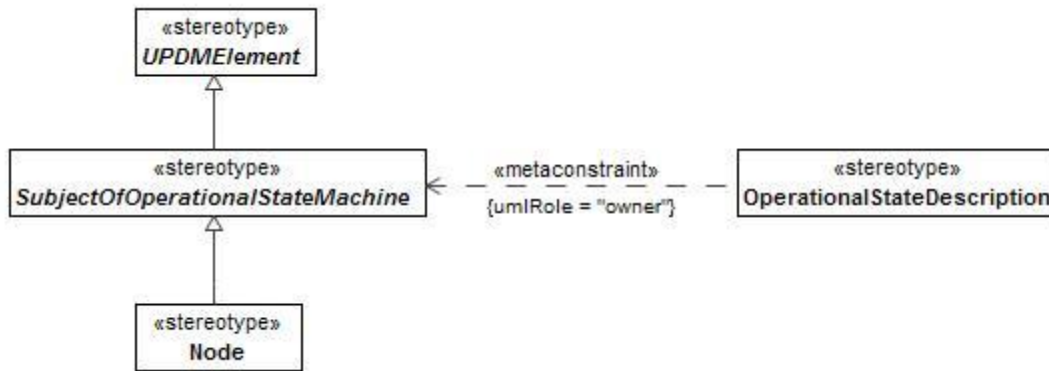 «stereotype»
UPDMElement
«stereotype»
SubjectOfOperationalStateMachine
«metaconstraint»
{umlRole = "owner"}
«stereotype»
OperationalStateDescription
«stereotype»
Node